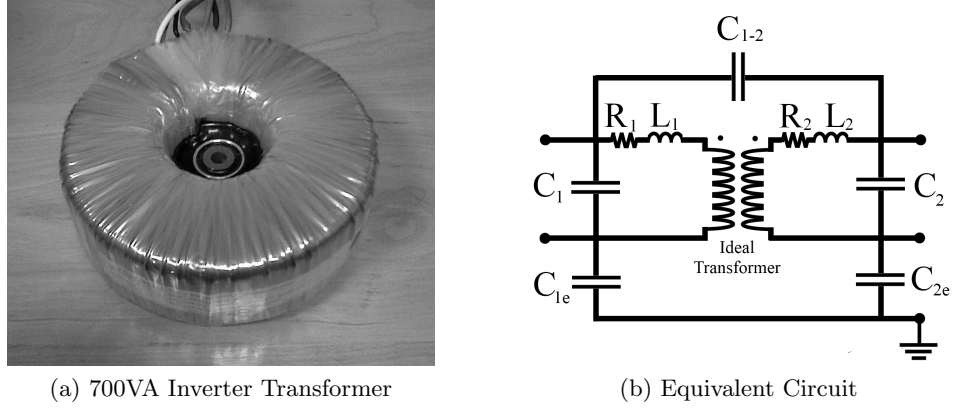 C1-2
R1 L1 R2 L2
C1 C2
Ideal
Transformer
C1e C2e
(a) 700VA Inverter Transformer
(b) Equivalent Circuit